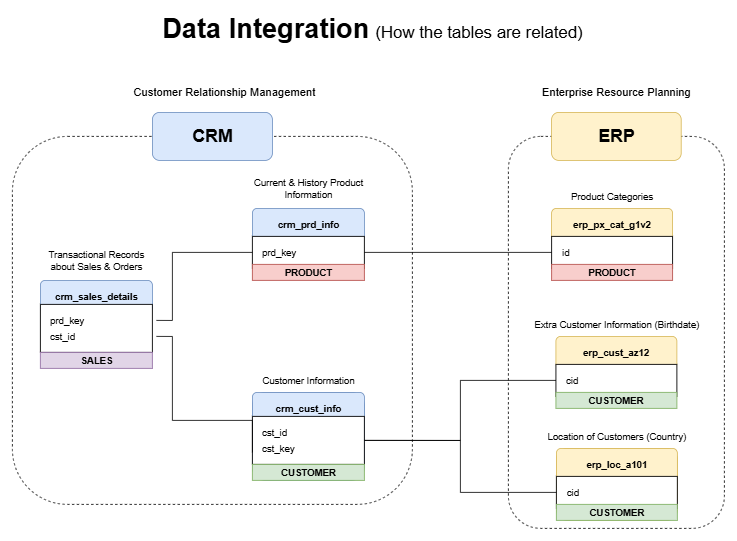 Data Integration (How the tables are related)
Customer Relationship Management
Enterprise Resource Planning
CRM
ERP
Current & History Product
Information
crm_prd_info
prd_key
PRODUCT
Product Categories
erp_px_cat_g1v2
id
PRODUCT
Transactional Records
about Sales & Orders
crm_sales_details
prd_key
cst_id
SALES
Extra Customer Information (Birthdate)
erp_cust_az12
cid
CUSTOMER
Customer Information
crm_cust_info
cst_id
cst_key
CUSTOMER
Location of Customers (Country)
erp_loc_a101
cid
CUSTOMER